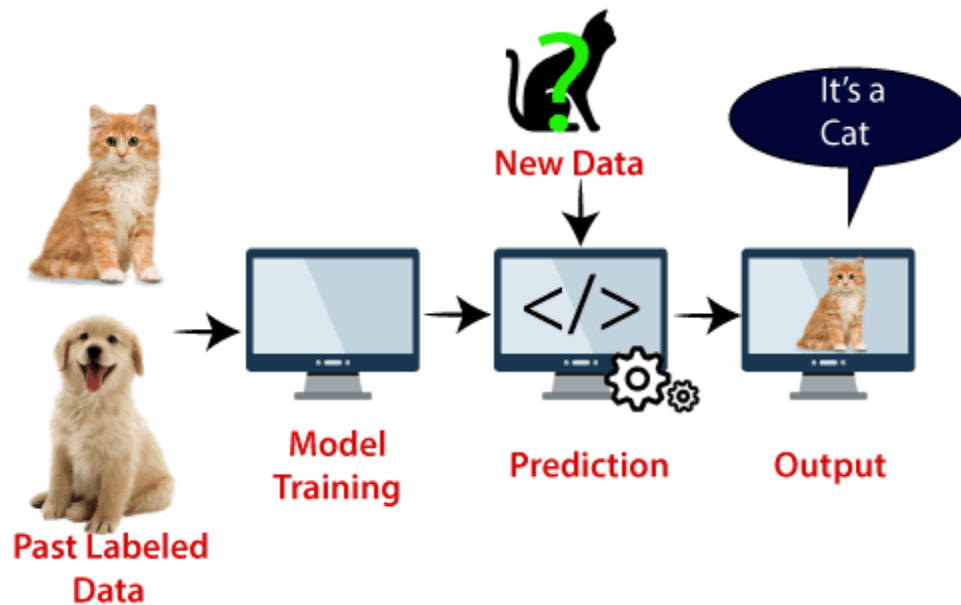 It's a
Cat
?
New Data
</>
Model
Training
Prediction
Output
Past Labeled
Data